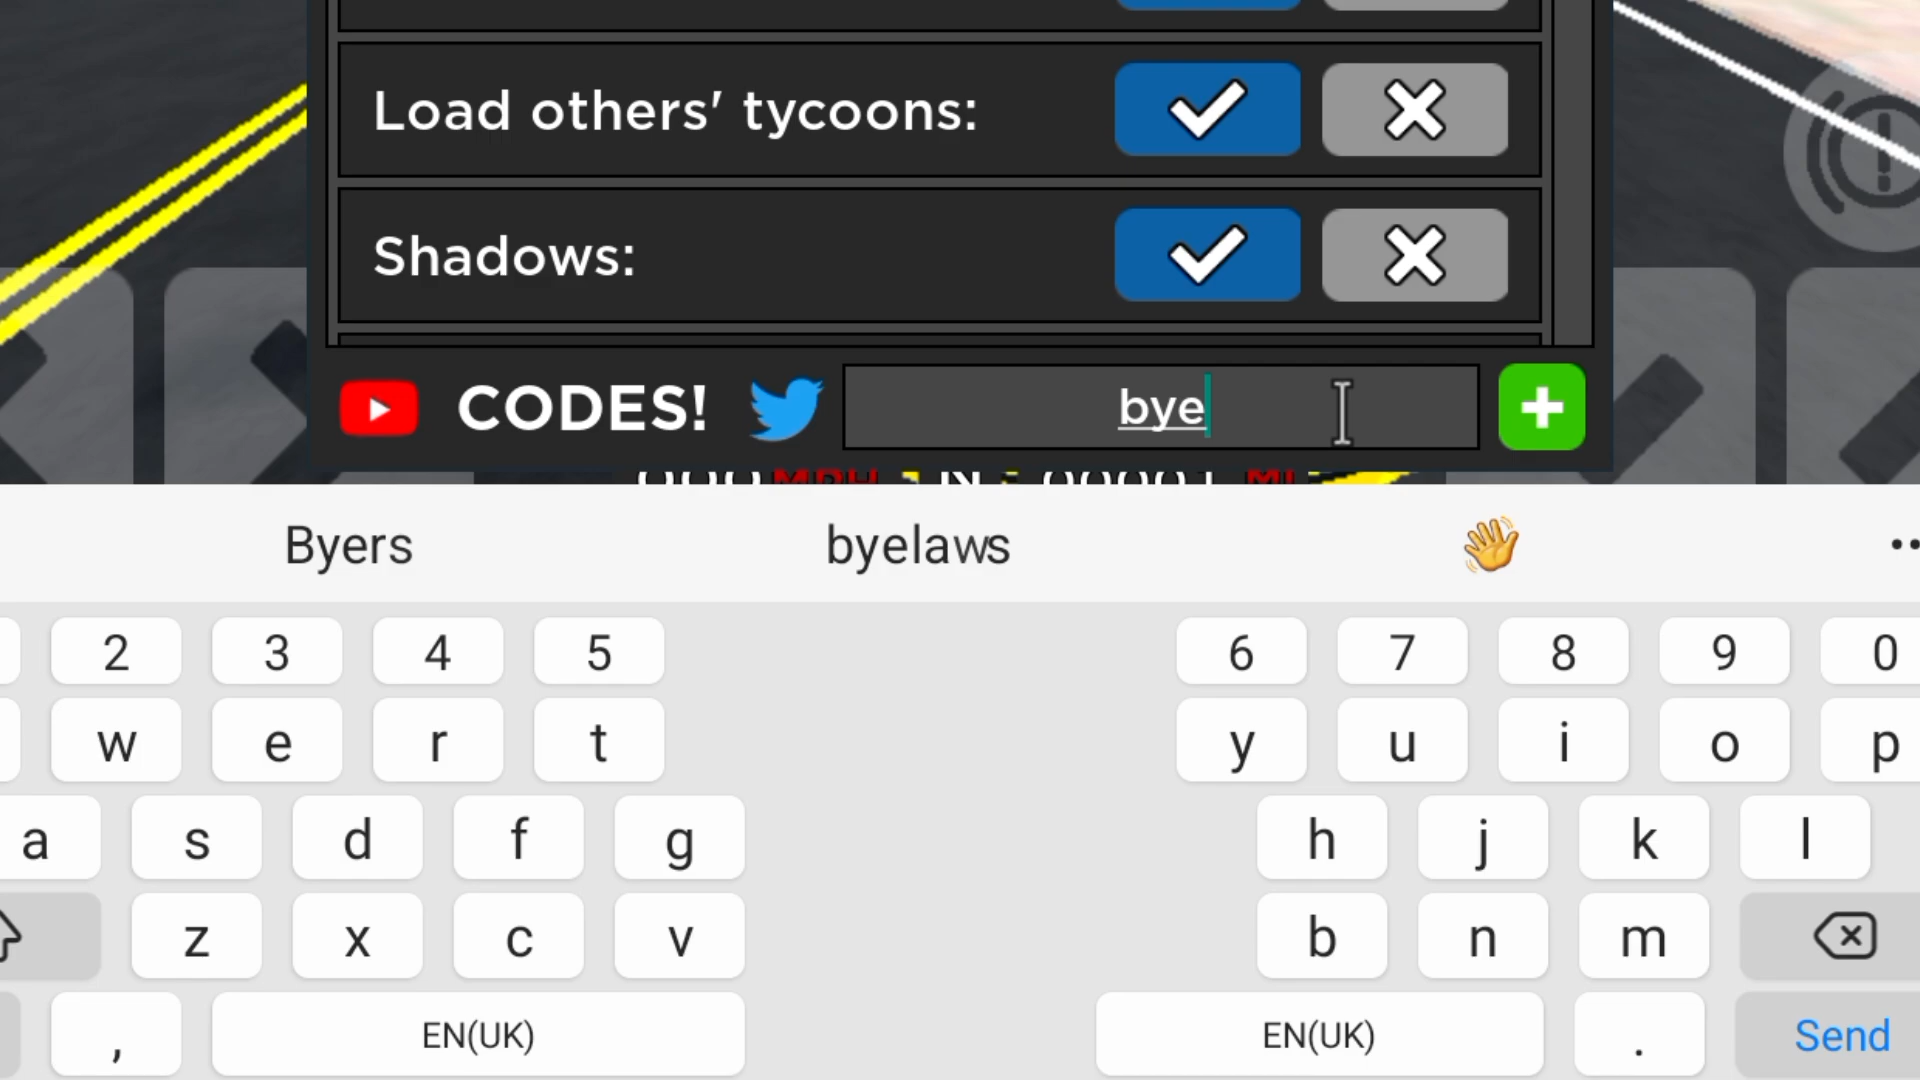 Load others' tycoons:
Shadows:
CODES!
bye
Byers
byelaws
2 3 4 5 6 7 8 9 0
w e r t y u i o p
a s d f g h j k l
z x c v b n m
, EN(UK) EN(UK) . Send